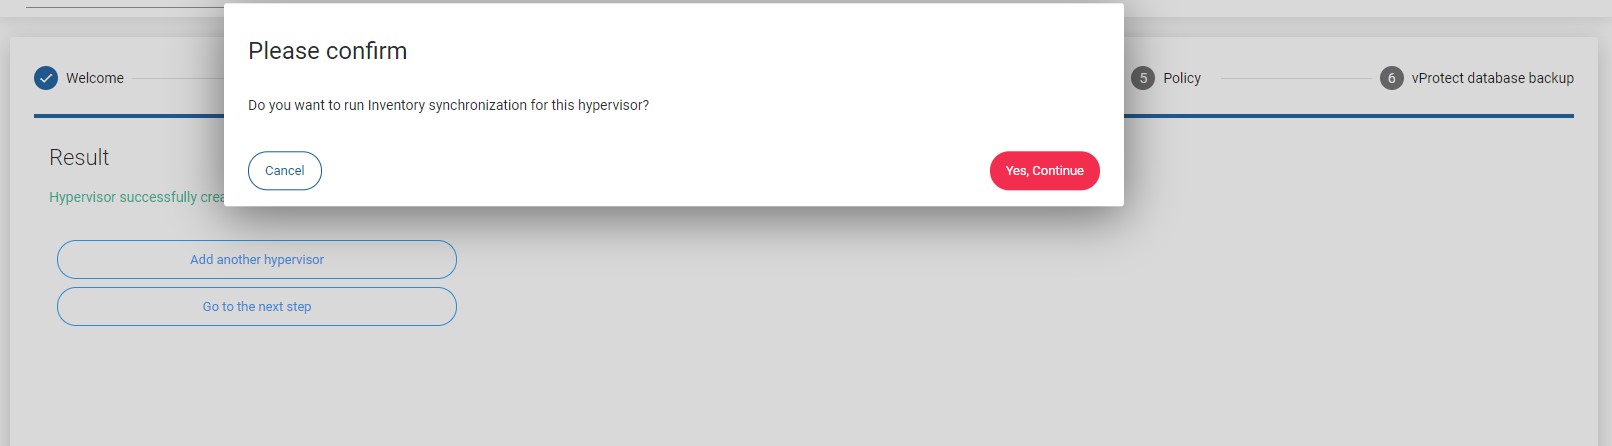 Please confirm
Do you want to run Inventory synchronization for this hypervisor?
Cancel
Yes, Continue
Welcome
5 Policy
6 vProtect database backup
Result
Hypervisor successfully
Add another hypervisor
Go to the next step